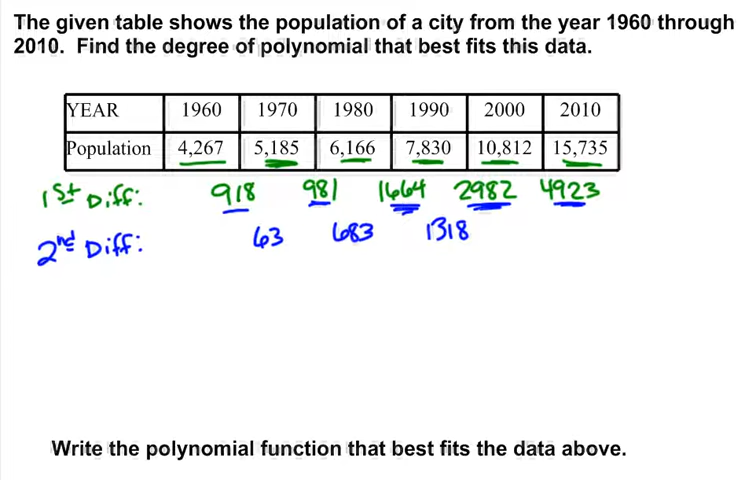 The given table shows the population of a city from the year 1960 through
2010. Find the degree of polynomial that best fits this data.
YEAR 1960 1970 1980 1990 2000 2010
Population 4,267 5,185 6,166 7,830 10,812 15,735
1st Diff: 918 981 1664 2982 4923
2nd Diff: 63 683 1318
Write the polynomial function that best fits the data above.